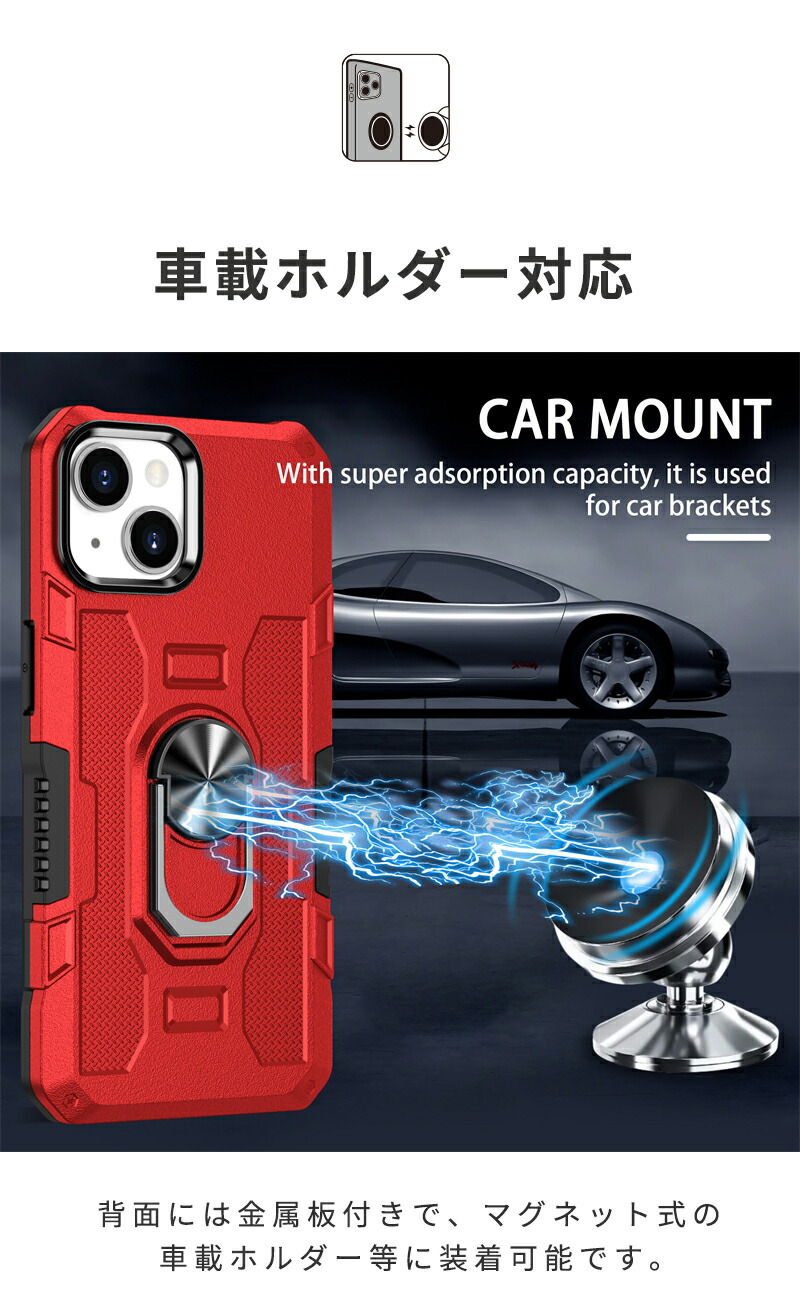 車載ホルダー対応
CAR MOUNT
With super adsorption capacity, it is used
for car brackets
背面には金属板付きで、マグネット式の
車載ホルダー等に装着可能です。